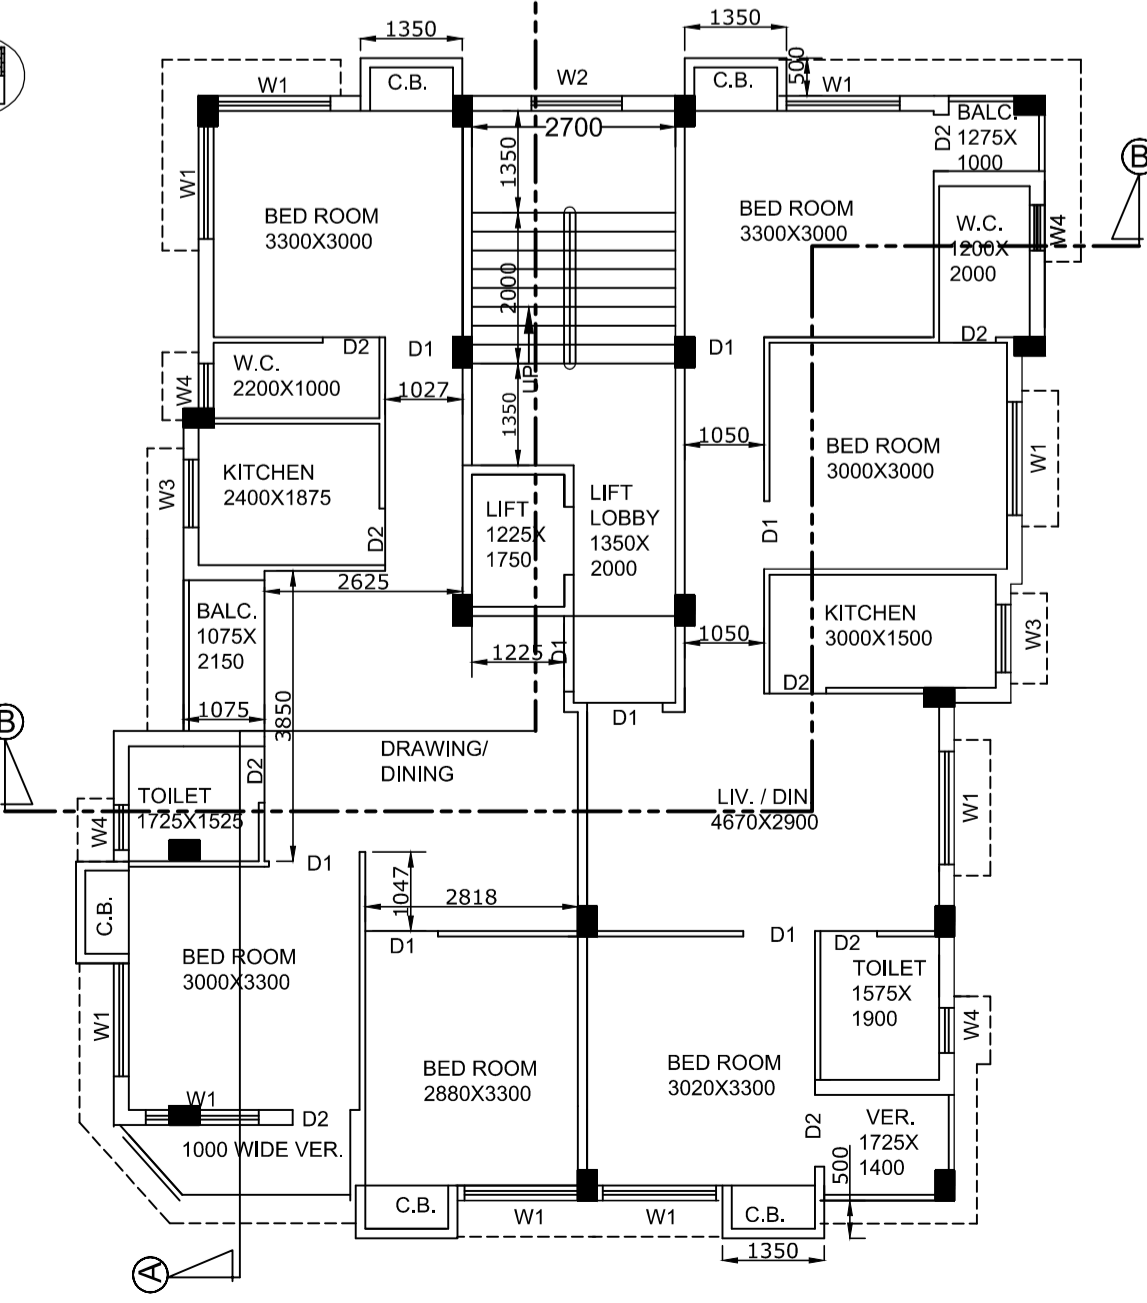 1350
1350
W1
C.B.
W2
C.B.
500
W1
2700
D2
BALC.
1275X
1000
B
W1
1350
BED ROOM
3300X3000
BED ROOM
3300X3000
W.C.
1200X
2000
W4
2000
D2
D1
D1
D2
W.C.
2200X1000
W4
1027
UP
1350
1050
BED ROOM
3000X3000
W1
KITCHEN
2400X1875
W3
D2
LIFT
1225X
1750
LIFT
LOBBY
1350X
2000
D1
2625
BALC.
1075X
2150
KITCHEN
3000X1500
W3
1050
1225
D1
D2
1075
3850
D1
B
DRAWING/
DINING
D2
TOILET
1725X1525
W4
LIV. / DIN
4670X2900
W1
D1
1047
2818
C.B.
D1
D1
D2
BED ROOM
3000X3300
TOILET
1575X
1900
W1
W4
BED ROOM
2880X3300
BED ROOM
3020X3300
W1
D2
1000 WIDE VER.
D2
VER.
1725X
1400
500
C.B.
W1
W1
C.B.
1350
A